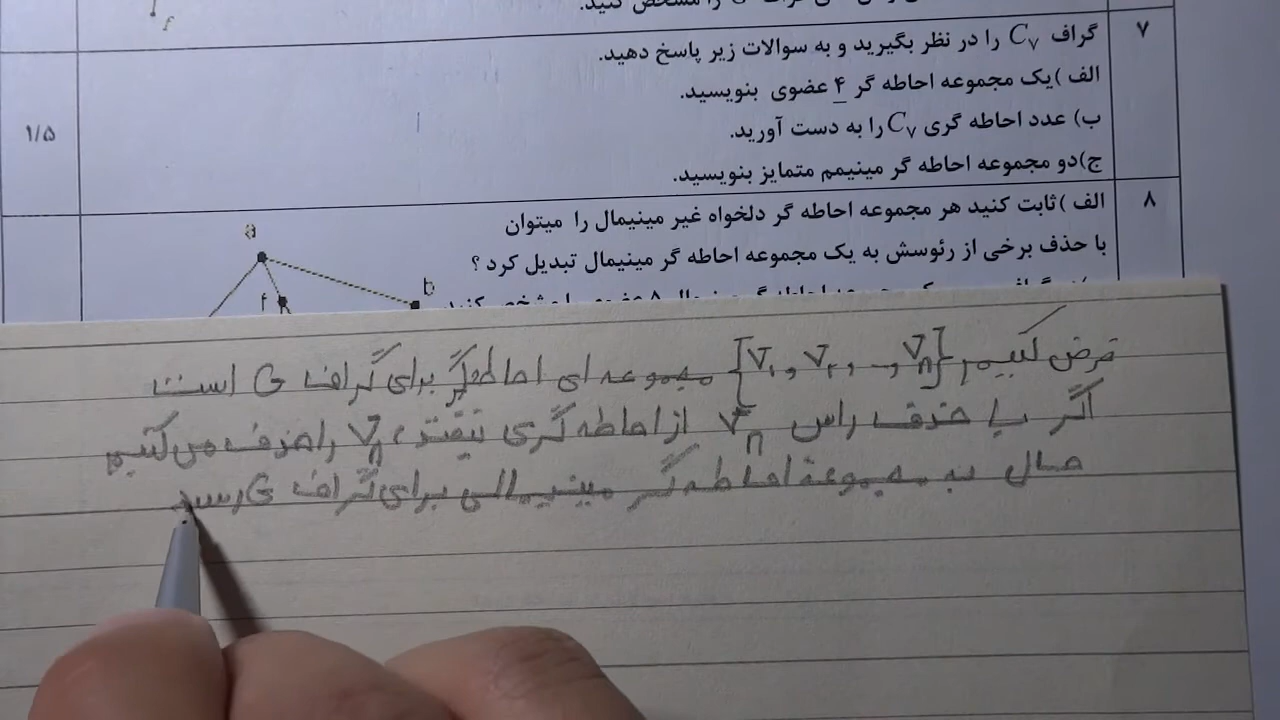 f
را مشخص کنید.
۷
گراف C۷ را در نظر بگیرید و به سوالات زیر پاسخ دهید.
الف )یک مجموعه احاطه گر ۴ عضوی بنویسید.
ب) عدد احاطه گری C۷ را به دست آورید.
ج)دو مجموعه احاطه گر مینیمم متمایز بنویسید.
۱/۵
۸
الف )ثابت کنید هر مجموعه احاطه گر دلخواه غیر مینیمال را میتوان
با حذف برخی از رئوسش به یک مجموعه احاطه گر مینیمال تبدیل کرد ؟
a
b
f
فرض کنیم {V۱, V۲, ..., Vn} مجموعه ای احاطه گر برای گراف G است
اگر با حذف راس Vn از احاطه گری نیفتد، Vn را حذف می کنیم
حال به مجموعه احاطه گر مینیمالی برای گراف G رسید